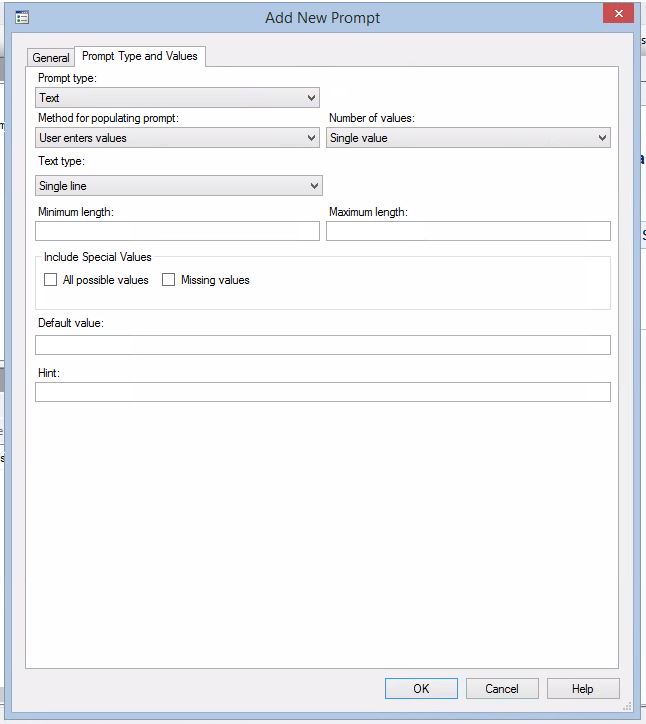 Add New Prompt
General
Prompt Type and Values
Prompt type:
Text
Method for populating prompt:
Number of values:
User enters values
Single value
Text type:
Single line
Minimum length:
Maximum length:
Include Special Values
All possible values
Missing values
Default value:
Hint:
OK
Cancel
Help